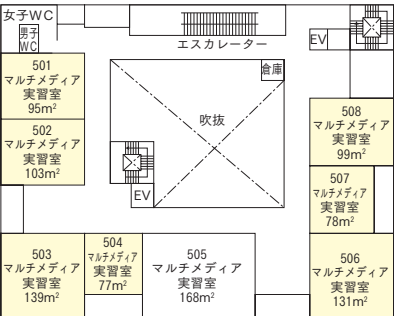 女子WC
男子
WC
エスカレーター
EV
倉庫
吹抜
EV
501
マルチメディア
実習室
95m²
502
マルチメディア
実習室
103m²
503
マルチメディア
実習室
139m²
504
マルチメディア
実習室
77m²
505
マルチメディア
実習室
168m²
508
マルチメディア
実習室
99m²
507
マルチメディア
実習室
78m²
506
マルチメディア
実習室
131m²